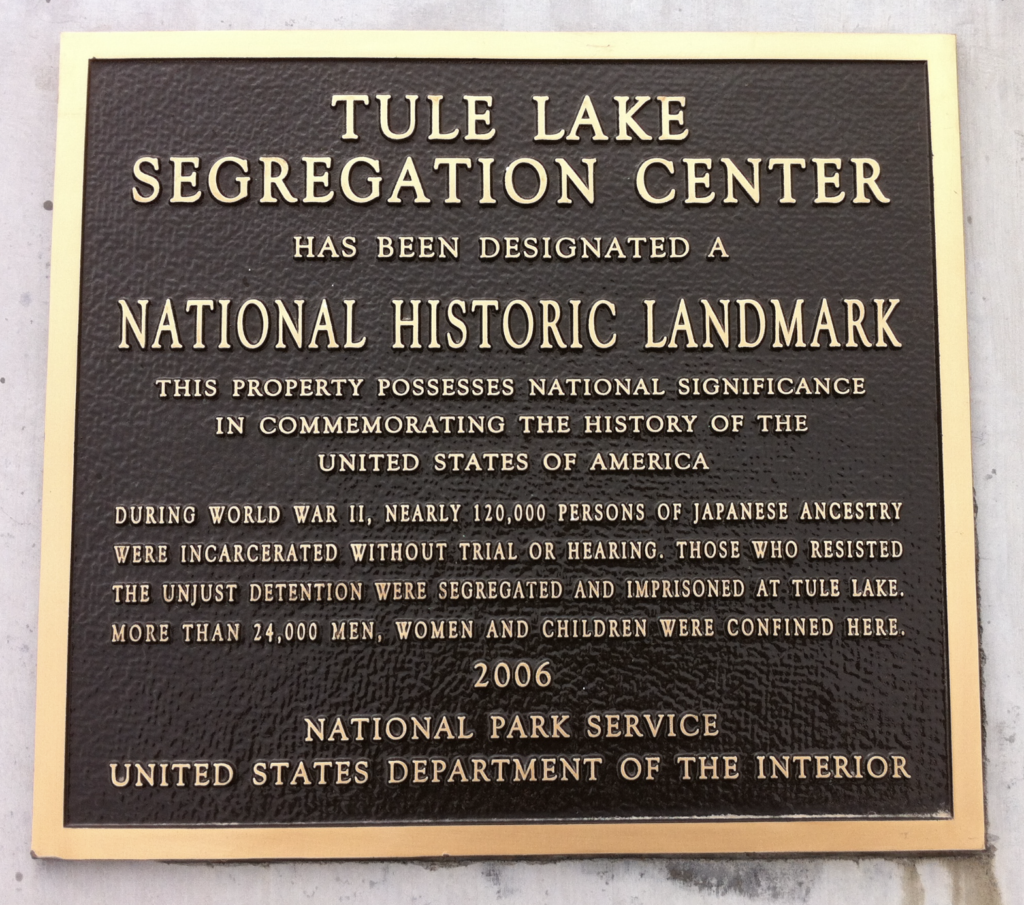 TULE LAKE
SEGREGATION CENTER
HAS BEEN DESIGNATED A
NATIONAL HISTORIC LANDMARK
THIS PROPERTY POSSESSES NATIONAL SIGNIFICANCE
IN COMMEMORATING THE HISTORY OF THE
UNITED STATES OF AMERICA
DURING WORLD WAR II, NEARLY 120,000 PERSONS OF JAPANESE ANCESTRY
WERE INCARCERATED WITHOUT TRIAL OR HEARING. THOSE WHO RESISTED
THE UNJUST DETENTION WERE SEGREGATED AND IMPRISONED AT TULE LAKE.
MORE THAN 24,000 MEN, WOMEN AND CHILDREN WERE CONFINED HERE.
2006
NATIONAL PARK SERVICE
UNITED STATES DEPARTMENT OF THE INTERIOR